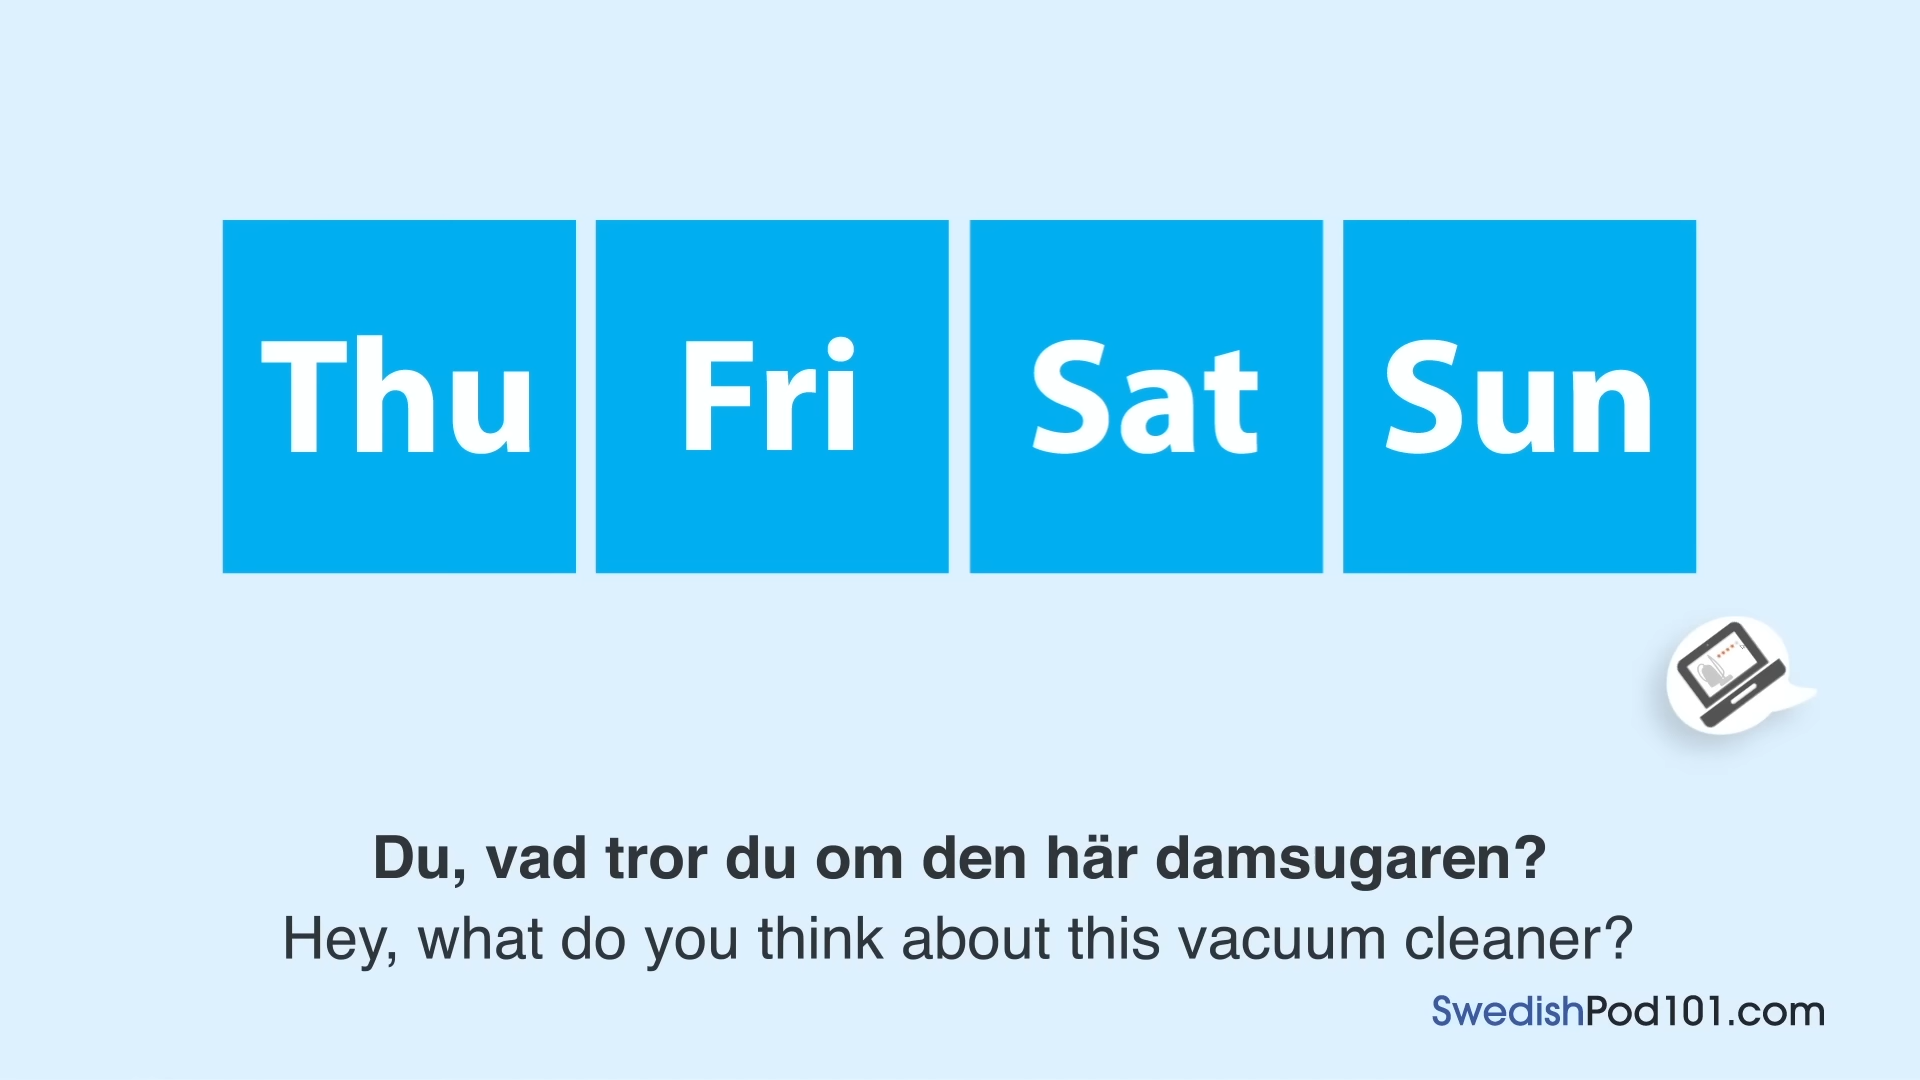 Thu Fri Sat Sun
Du, vad tror du om den här damsugaren?
Hey, what do you think about this vacuum cleaner?
SwedishPod101.com